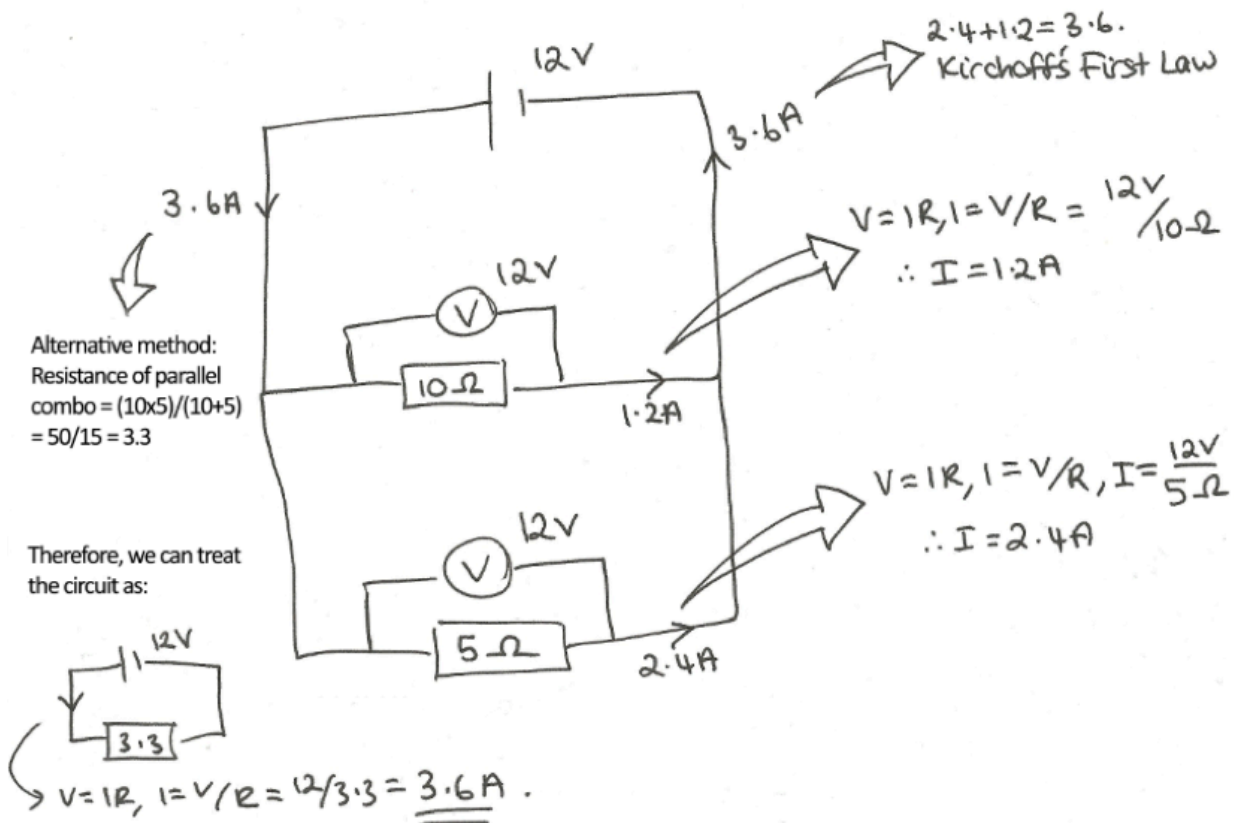 12V
2.4+1.2=3.6.
Kirchoff's First Law
3.6A
3.6A
V=IR, I=V/R = 12V/10Ω
∴ I=1.2A
12V
V
10Ω
1.2A
Alternative method:
Resistance of parallel
combo = (10x5)/(10+5)
= 50/15 = 3.3
V=IR, I=V/R, I=12V/5Ω
∴ I=2.4A
12V
V
5Ω
2.4A
Therefore, we can treat
the circuit as:
12V
3.3
V=IR, I=V/R=12/3.3=3.6A.